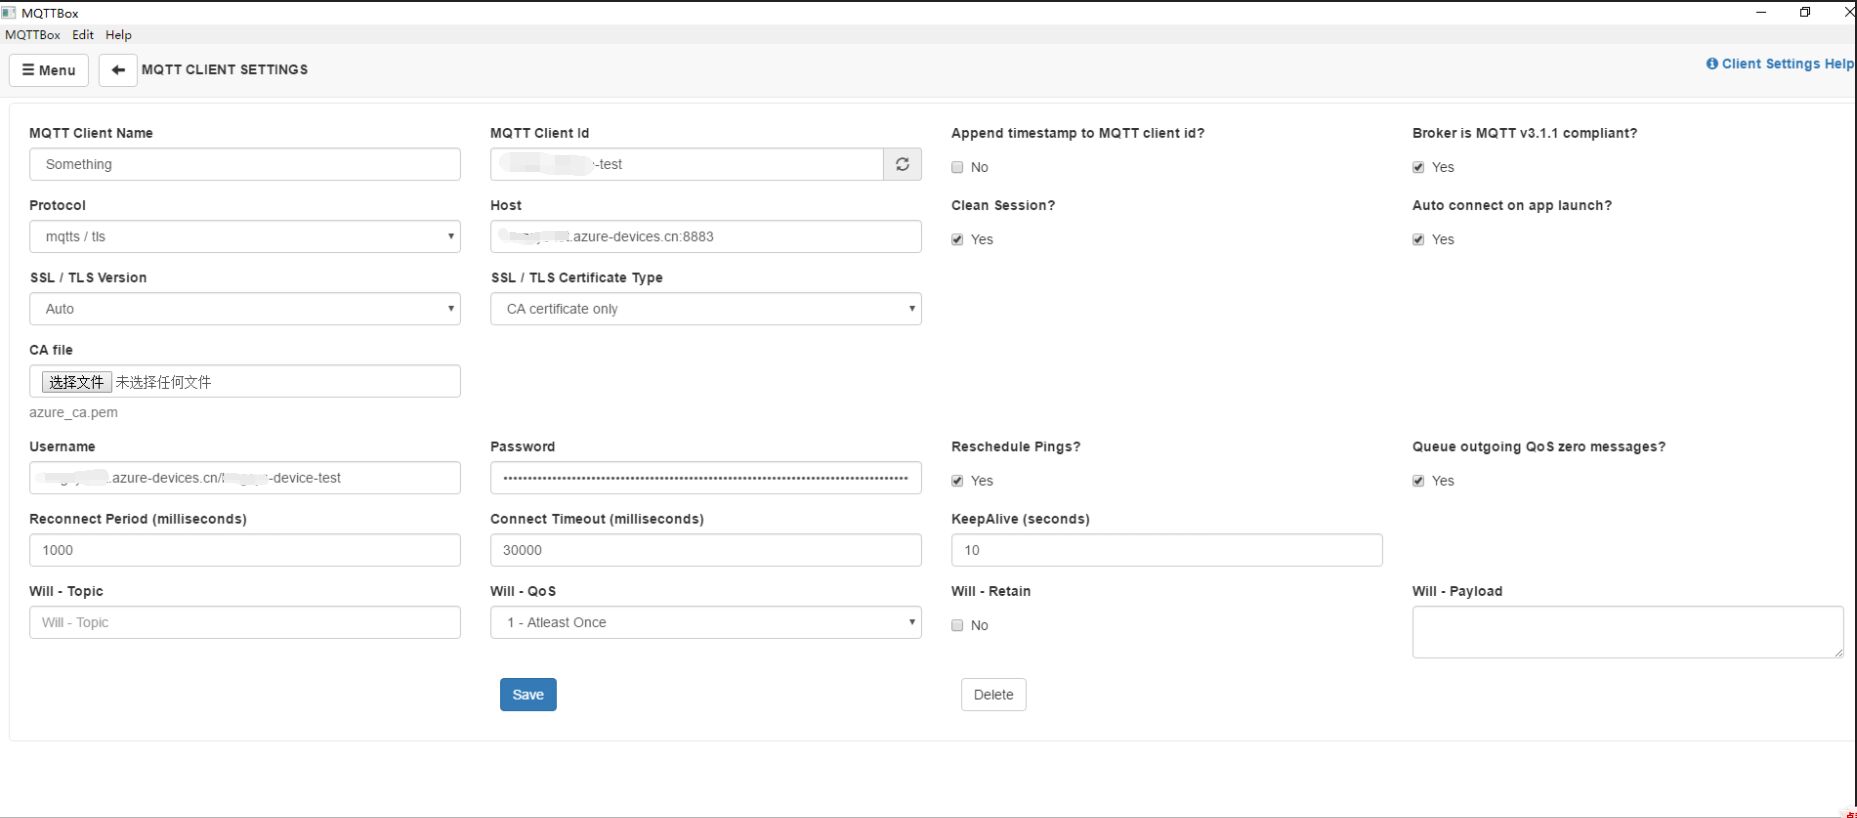 MQTTBox
MQTTBox Edit Help
Menu MQTT CLIENT SETTINGS Client Settings Help
MQTT Client Name MQTT Client Id Append timestamp to MQTT client id? Broker is MQTT v3.1.1 compliant?
Something -test No Yes
Protocol Host Clean Session? Auto connect on app launch?
mqtts / tls .azure-devices.cn:8883 Yes Yes
SSL / TLS Version SSL / TLS Certificate Type
Auto CA certificate only
CA file
选择文件 未选择任何文件
azure_ca.pem
Username Password Reschedule Pings? Queue outgoing QoS zero messages?
.azure-devices.cn/ -device-test Yes Yes
Reconnect Period (milliseconds) Connect Timeout (milliseconds) KeepAlive (seconds)
1000 30000 10
Will - Topic Will - QoS Will - Retain Will - Payload
Will - Topic 1 - Atleast Once No
Save Delete